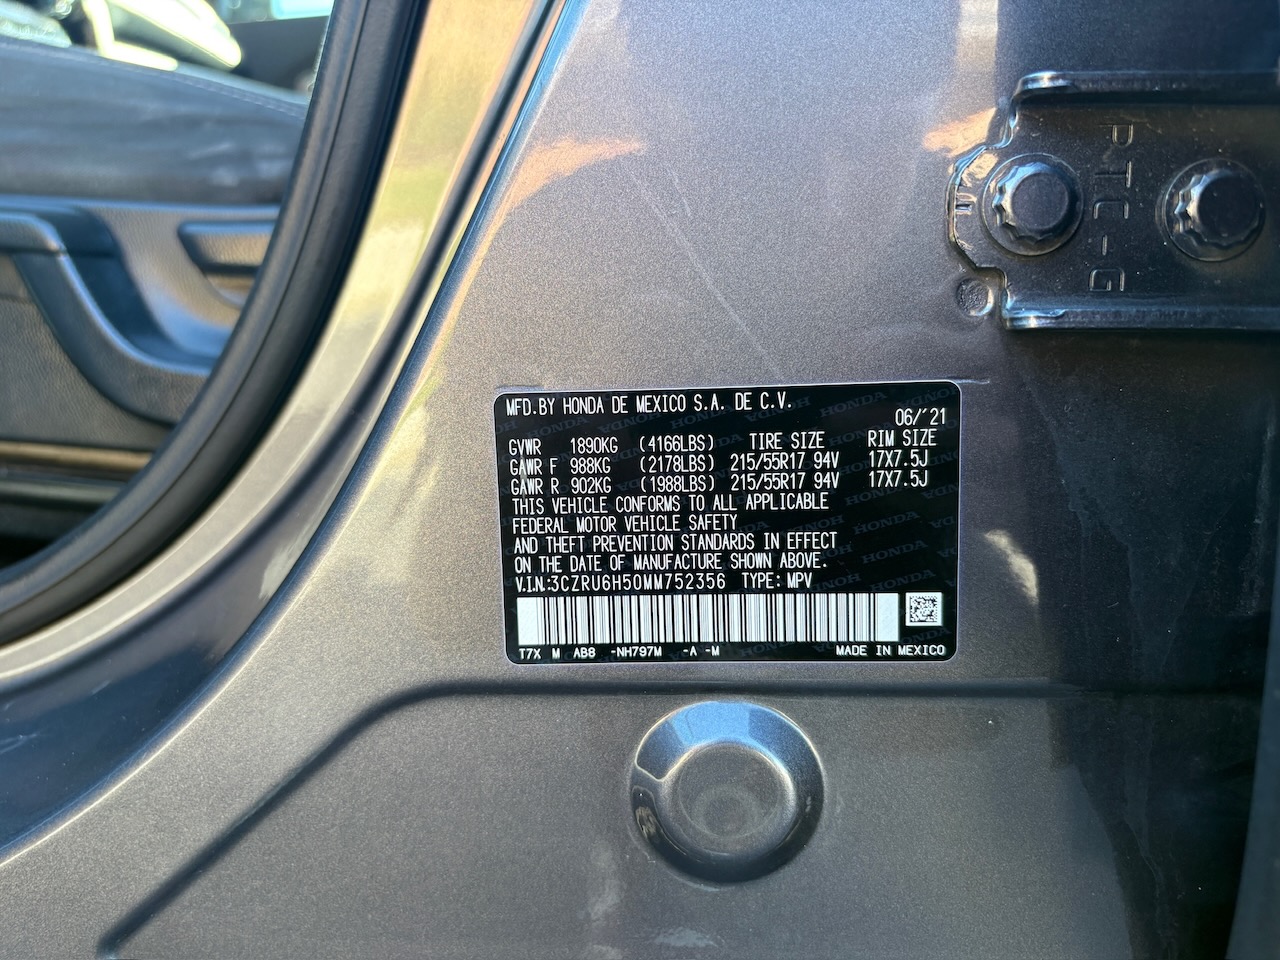 PTC-G
MFD.BY HONDA DE MEXICO S.A. DE C.V.
06/'21
GVWR 1890KG (4166LBS) TIRE SIZE RIM SIZE
GAWR F 988KG (2178LBS) 215/55R17 94V 17X7.5J
GAWR R 902KG (1988LBS) 215/55R17 94V 17X7.5J
THIS VEHICLE CONFORMS TO ALL APPLICABLE
FEDERAL MOTOR VEHICLE SAFETY
AND THEFT PREVENTION STANDARDS IN EFFECT
ON THE DATE OF MANUFACTURE SHOWN ABOVE.
V.I.N.:3CZRU6H50MM752356 TYPE: MPV
T7X M AB8 -NH797M -A -M MADE IN MEXICO